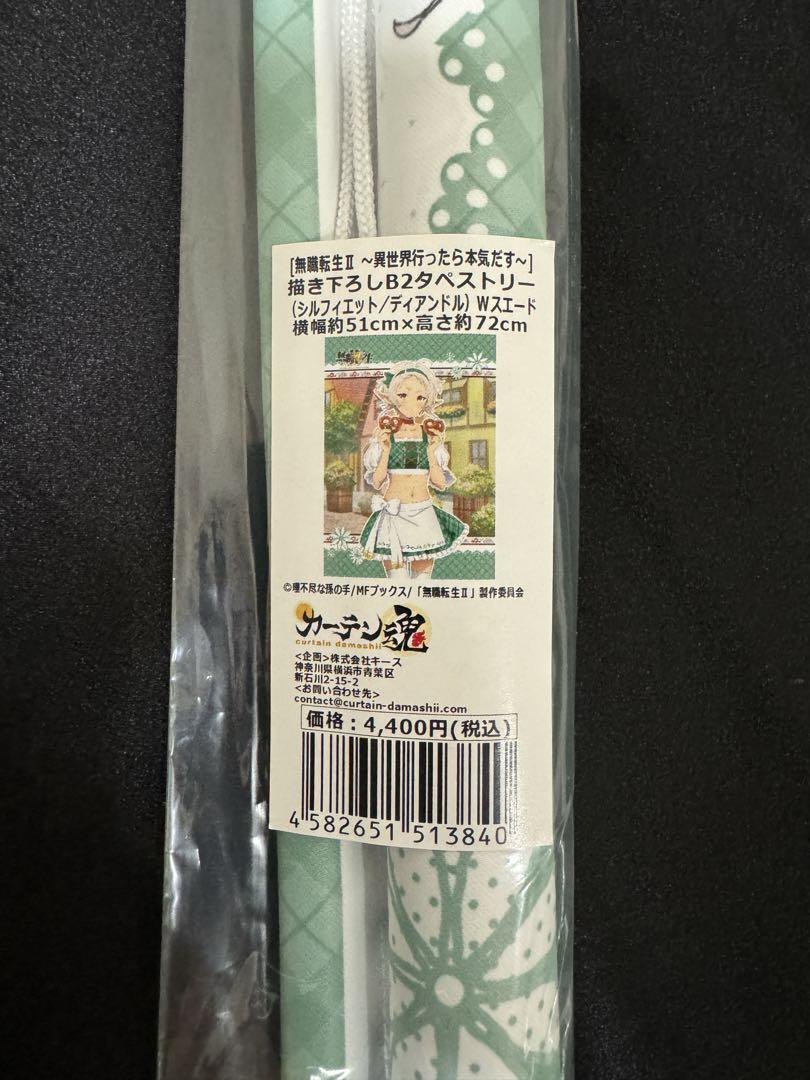 [無職転生Ⅱ ～異世界行ったら本気だす～]
描き下ろしB2タペストリー
(シルフィエット/ディアンドル) Wスエード
横幅約51cm×高さ約72cm
©理不尽な孫の手/MFブックス/「無職転生Ⅱ」製作委員会
カーテン魂
curtain damashii
<企画>株式会社キース
神奈川県横浜市青葉区
新石川2-15-2
<お問い合わせ先>
contact@curtain-damashii.com
価格：4,400円(税込)
4 582651 513840